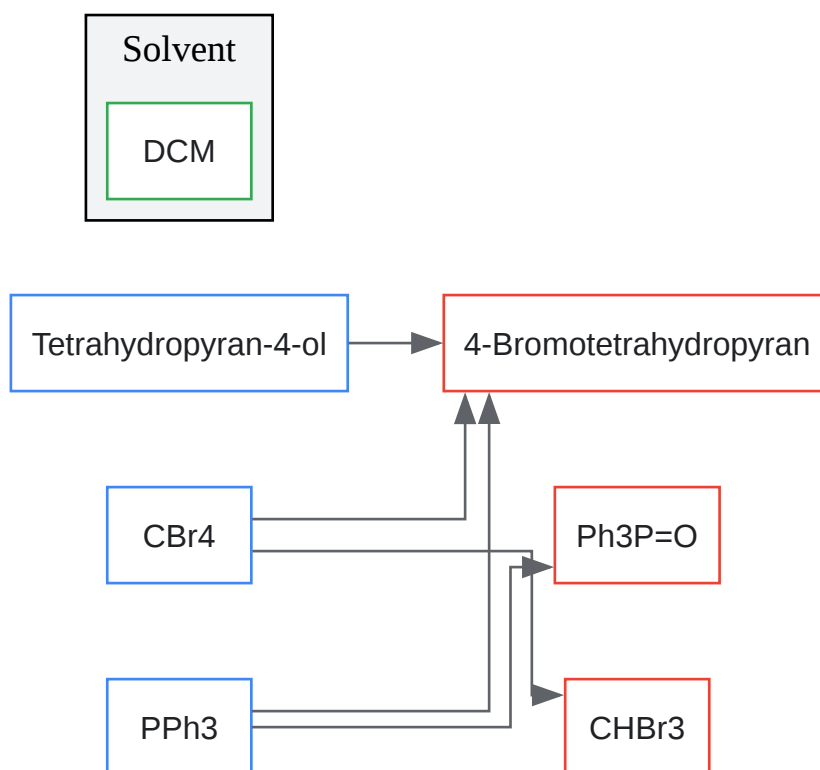 Solvent
DCM
Tetrahydropyran-4-ol
4-Bromotetrahydropyran
CBr4
Ph3P=O
PPh3
CHBr3